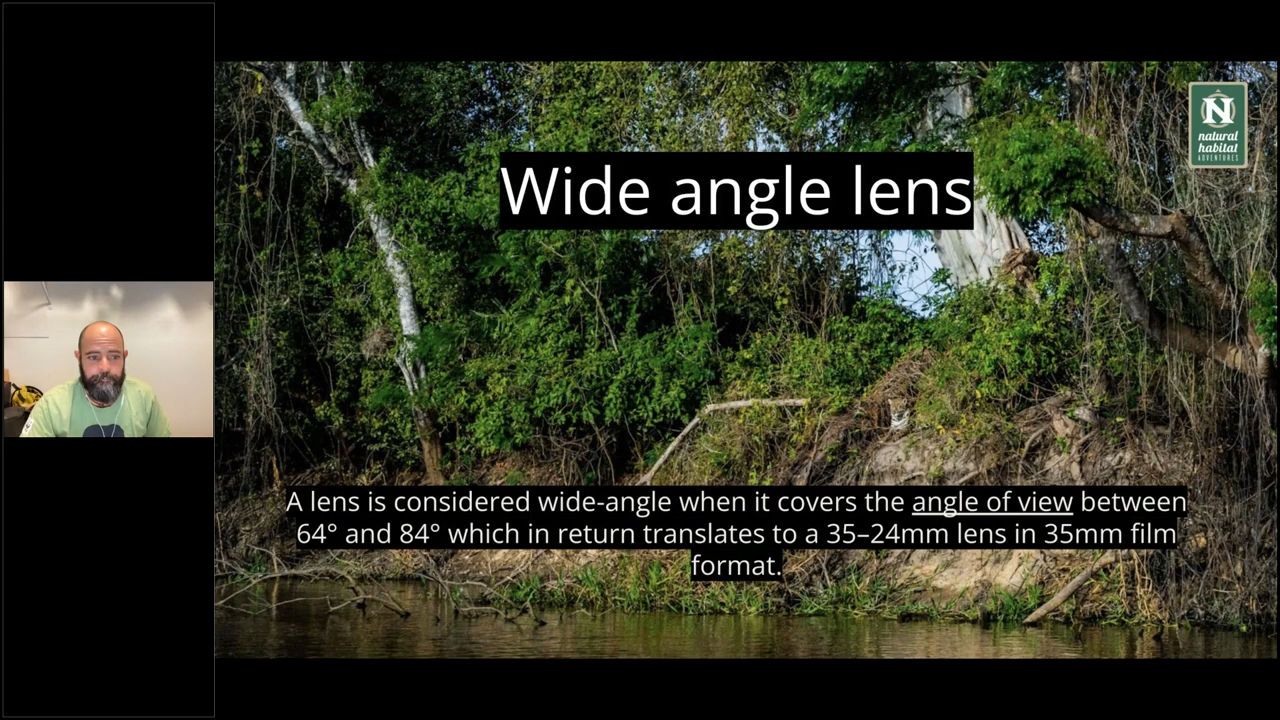 Wide angle lens
N
natural
habitat
ADVENTURES
A lens is considered wide-angle when it covers the angle of view between
64° and 84° which in return translates to a 35–24mm lens in 35mm film
format.